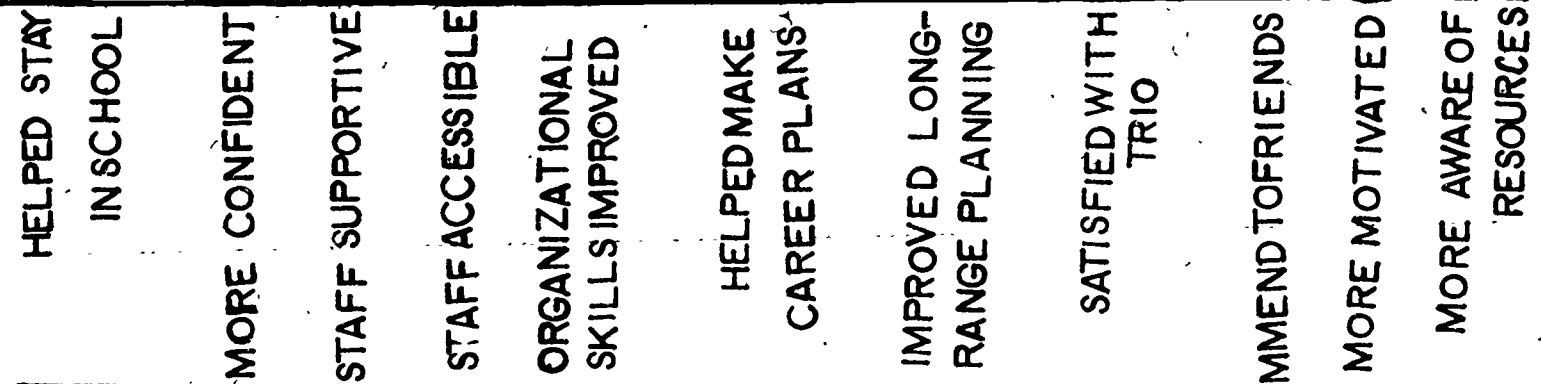 HELPED STAY
IN SCHOOL
MORE CONFIDENT
STAFF SUPPORTIVE
STAFF ACCESSIBLE
ORGANIZATIONAL
SKILLS IMPROVED
HELPED MAKE
CAREER PLANS
IMPROVED LONG-
RANGE PLANNING
SATISFIED WITH
TRIO
MMEND TO FRIENDS
MORE MOTIVATED
MORE AWARE OF
RESOURCES